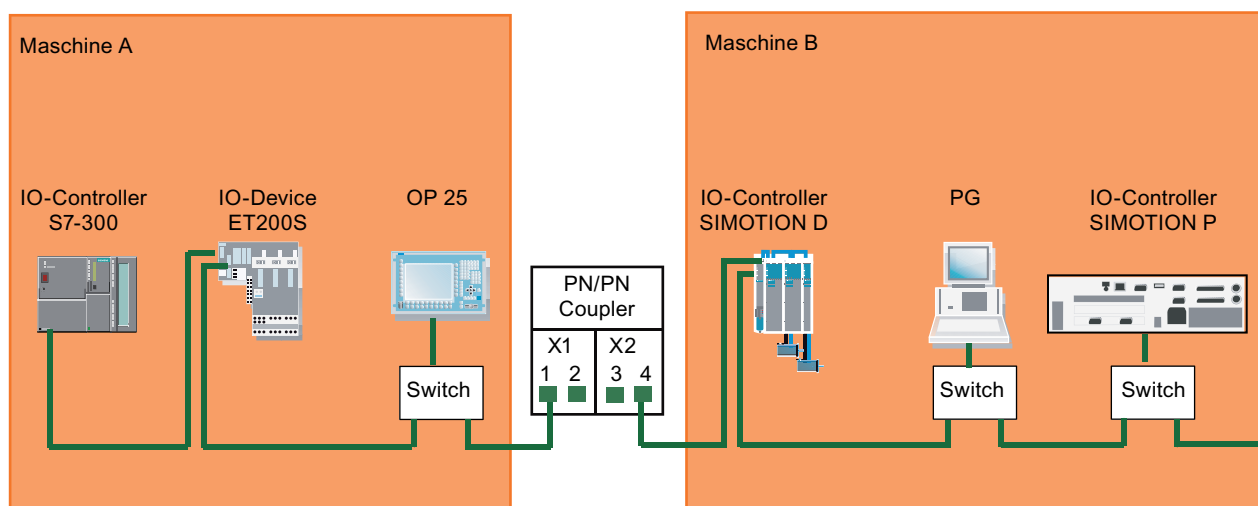 Maschine A
Maschine B
IO-Controller
S7-300
IO-Device
ET200S
OP 25
PN/PN
Coupler
X1
X2
1 2
3 4
IO-Controller
SIMOTION D
PG
IO-Controller
SIMOTION P
Switch
Switch
Switch